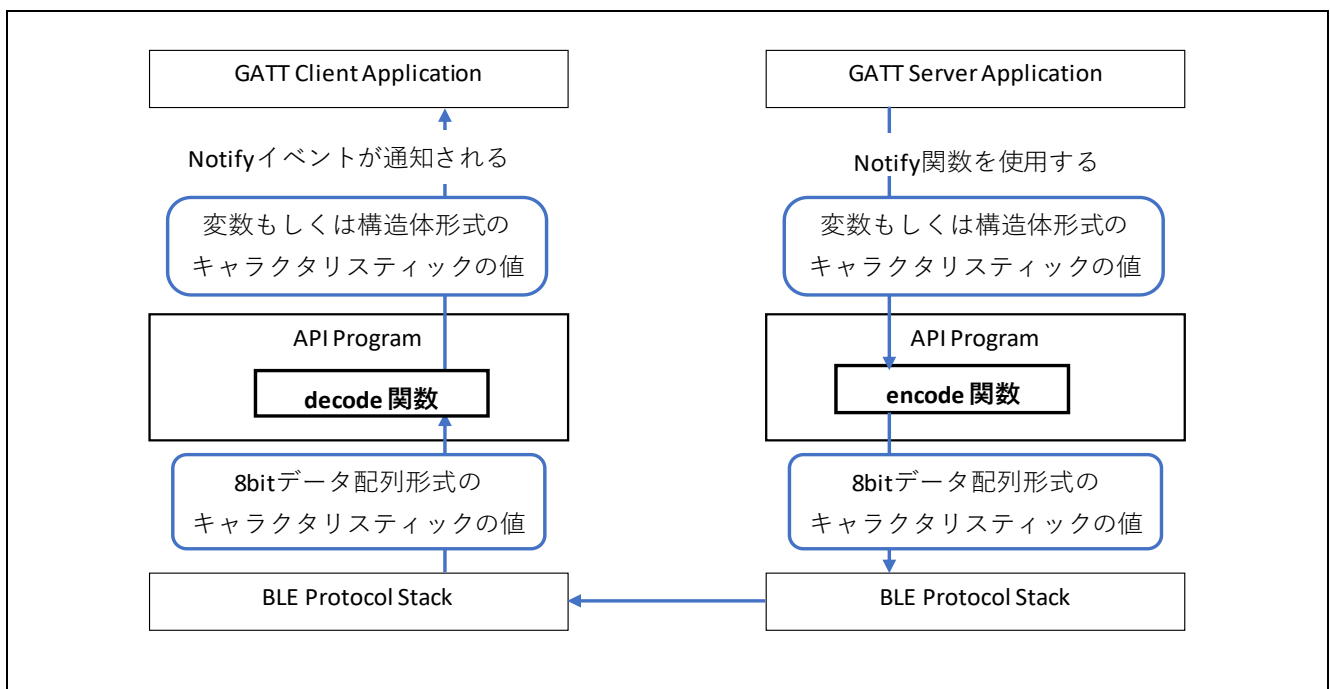 GATT Client Application
Notifyイベントが通知される
変数もしくは構造体形式の
キャラクタリスティックの値
API Program
decode 関数
8bitデータ配列形式の
キャラクタリスティックの値
BLE Protocol Stack
GATT Server Application
Notify関数を使用する
変数もしくは構造体形式の
キャラクタリスティックの値
API Program
encode 関数
8bitデータ配列形式の
キャラクタリスティックの値
BLE Protocol Stack